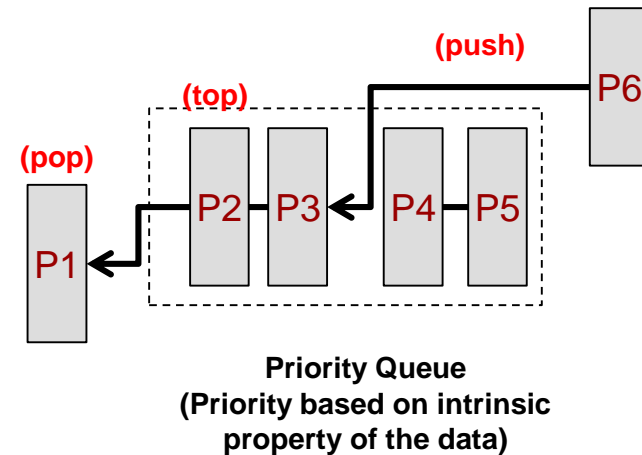 (push)
P6
(top)
(pop)
P2
P3
P4
P5
P1
Priority Queue
(Priority based on intrinsic
property of the data)